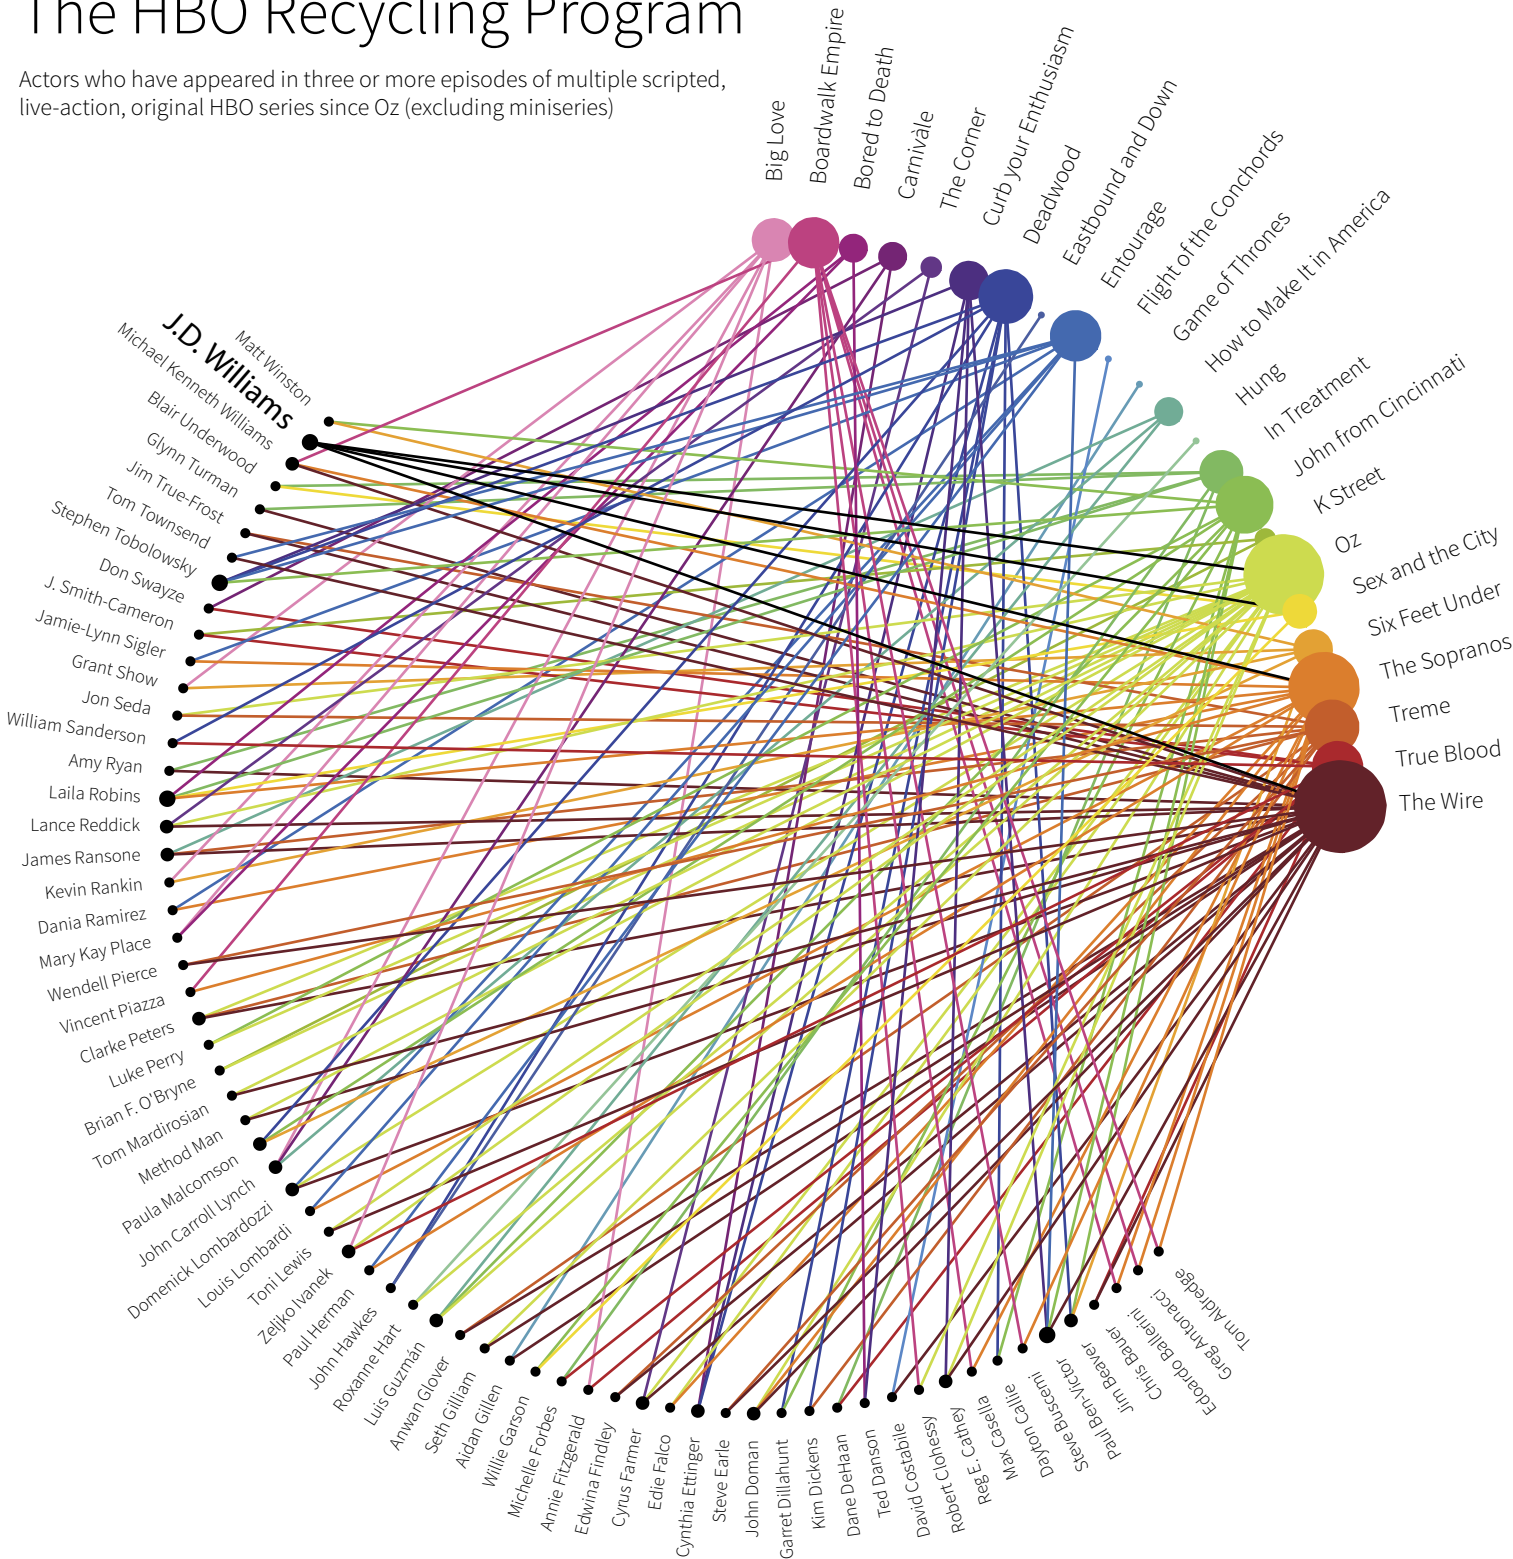 The HBO Recycling Program
Actors who have appeared in three or more episodes of multiple scripted,
live-action, original HBO series since Oz (excluding miniseries)
Big Love
Boardwalk Empire
Bored to Death
Carnivàle
The Corner
Curb your Enthusiasm
Deadwood
Eastbound and Down
Entourage
Flight of the Conchords
Game of Thrones
How to Make It in America
Hung
In Treatment
John from Cincinnati
K Street
Oz
Sex and the City
Six Feet Under
The Sopranos
Treme
True Blood
The Wire
Matt Winston
J.D. Williams
Michael Kenneth Williams
Blair Underwood
Glynn Turman
Jim True-Frost
Tom Townsend
Stephen Tobolowsky
Don Swayze
J. Smith-Cameron
Jamie-Lynn Sigler
Grant Show
Jon Seda
William Sanderson
Amy Ryan
Laila Robins
Lance Reddick
James Ransone
Kevin Rankin
Dania Ramirez
Mary Kay Place
Wendell Pierce
Vincent Piazza
Clarke Peters
Luke Perry
Brian F. O'Bryne
Tom Mardirosian
Method Man
Paula Malcomson
John Carroll Lynch
Domenick Lombardozzi
Louis Lombardi
Toni Lewis
Zeljko Ivanek
Paul Herman
John Hawkes
Roxanne Hart
Luis Guzmán
Anwan Glover
Seth Gilliam
Aidan Gillen
Willie Garson
Michelle Forbes
Annie Fitzgerald
Edwina Findley
Cyrus Farmer
Edie Falco
Cynthia Ettinger
Steve Earle
John Doman
Garret Dillahunt
Kim Dickens
Dane DeHaan
Ted Danson
David Costabile
Robert Clohessy
Reg E. Cathey
Max Casella
Dayton Callie
Steve Buscemi
Paul Ben-Victor
Jim Beaver
Chris Bauer
Edoardo Ballerini
Greg Antonacci
Tom Aldredge